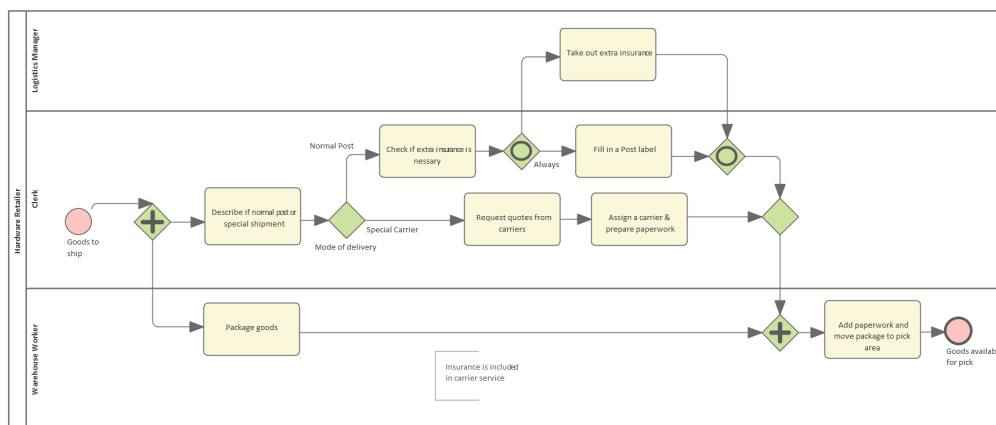 Hardware Retailer
Logistics Manager
Take out extra insurance
Clerk
Goods to
ship
Describe if normal post or
special shipment
Mode of delivery
Normal Post
Check if extra insurance is
nessary
Always
Fill in a Post label
Special Carrier
Request quotes from
carriers
Assign a carrier &
prepare paperwork
Warehouse Worker
Package goods
Insurance is included
in carrier service
Add paperwork and
move package to pick
area
Goods availab
for pick